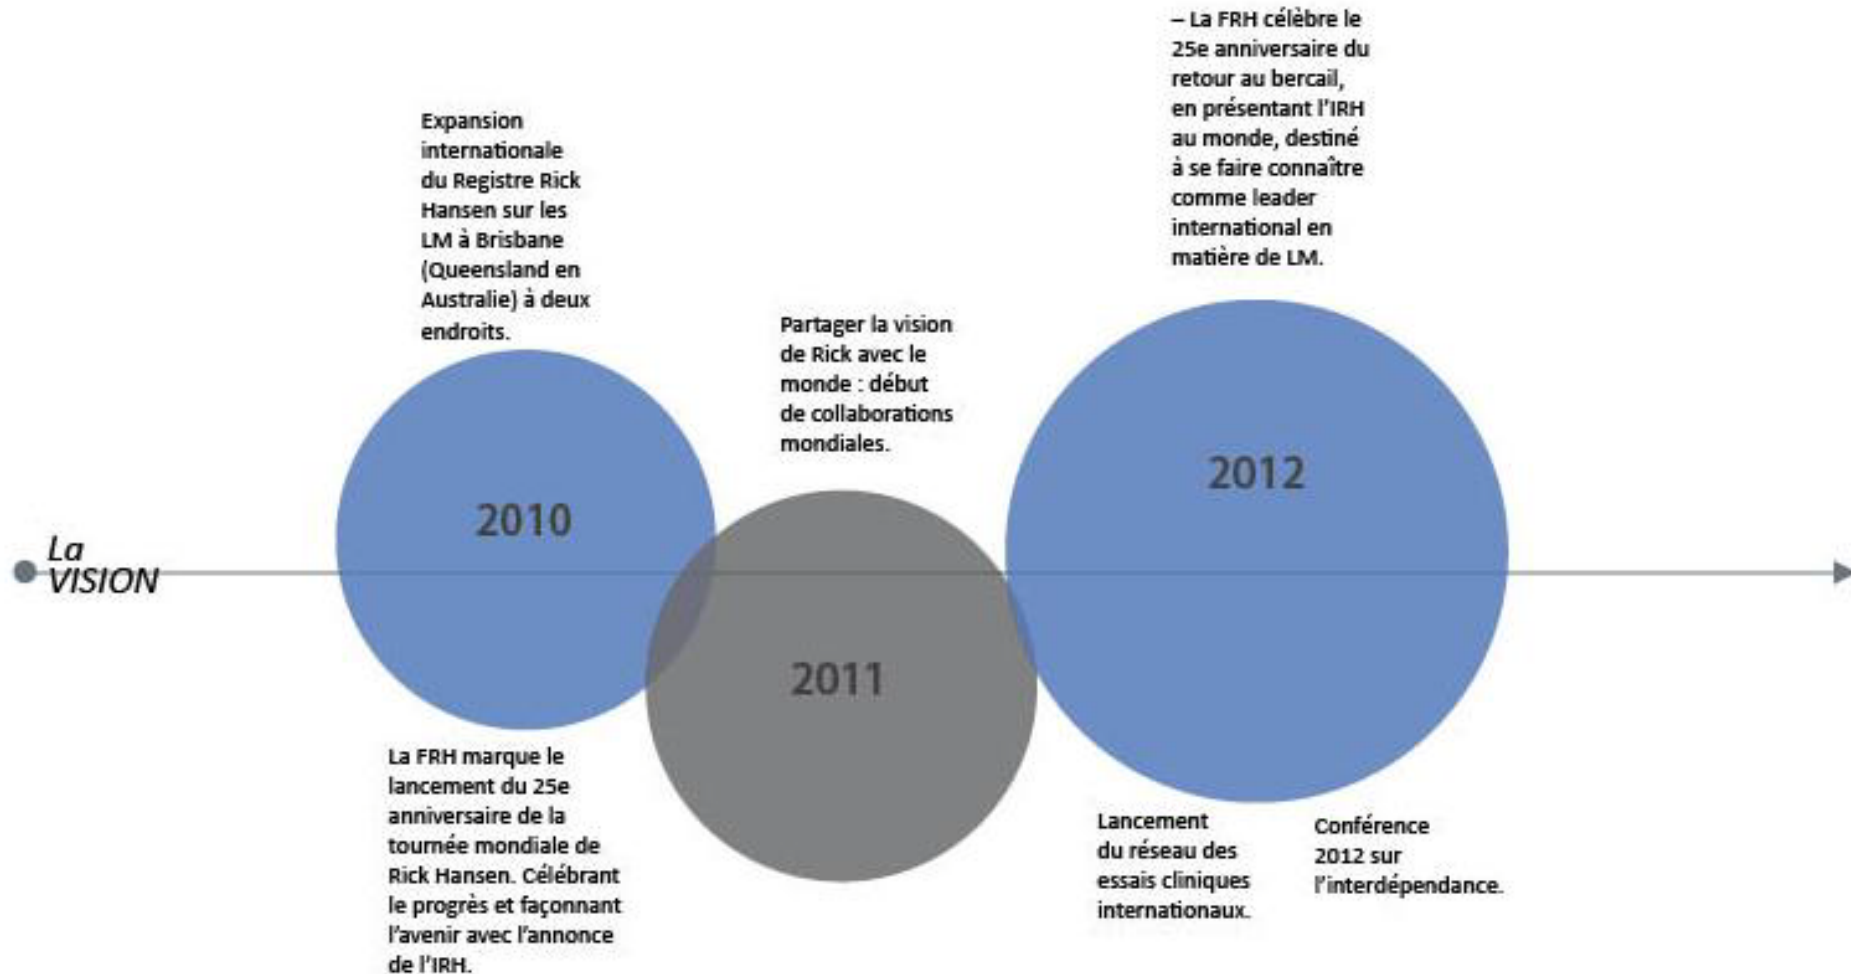 La
VISION
Expansion
internationale
du Registre Rick
Hansen sur les
LM à Brisbane
(Queensland en
Australie) à deux
endroits.
2010
La FRH marque le
lancement du 25e
anniversaire de la
tournée mondiale de
Rick Hansen. Célébrant
le progrès et façonnant
l'avenir avec l'annonce
de l'IRH.
Partager la vision
de Rick avec le
monde : début
de collaborations
mondiales.
2011
– La FRH célèbre le
25e anniversaire du
retour au bercail,
en présentant l'IRH
au monde, destiné
à se faire connaître
comme leader
international en
matière de LM.
2012
Lancement
du réseau des
essais cliniques
internationaux.
Conférence
2012 sur
l'interdépendance.